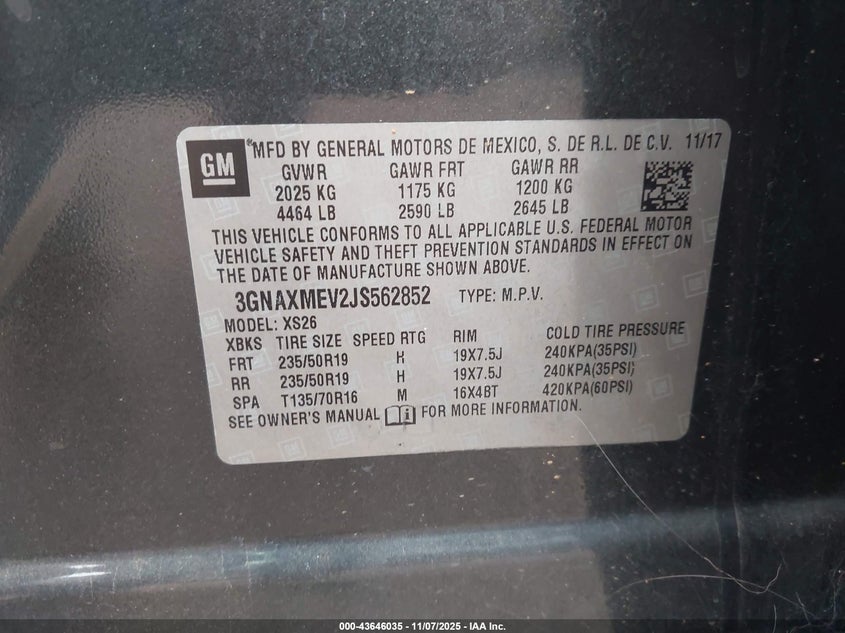 GM
®MFD BY GENERAL MOTORS DE MEXICO, S. DE R.L. DE C.V. 11/17
GVWR GAWR FRT GAWR RR
2025 KG 1175 KG 1200 KG
4464 LB 2590 LB 2645 LB
THIS VEHICLE CONFORMS TO ALL APPLICABLE U.S. FEDERAL MOTOR
VEHICLE SAFETY AND THEFT PREVENTION STANDARDS IN EFFECT ON
THE DATE OF MANUFACTURE SHOWN ABOVE.
3GNAXMEV2JS562852 TYPE: M.P.V.
MODEL: XS26
XBKS TIRE SIZE SPEED RTG RIM COLD TIRE PRESSURE
FRT 235/50R19 H 19X7.5J 240KPA(35PSI)
RR 235/50R19 H 19X7.5J 240KPA(35PSI)
SPA T135/70R16 M 16X4BT 420KPA(60PSI)
SEE OWNER'S MANUAL FOR MORE INFORMATION.
000-43646035 - 11/07/2025 - IAA Inc.